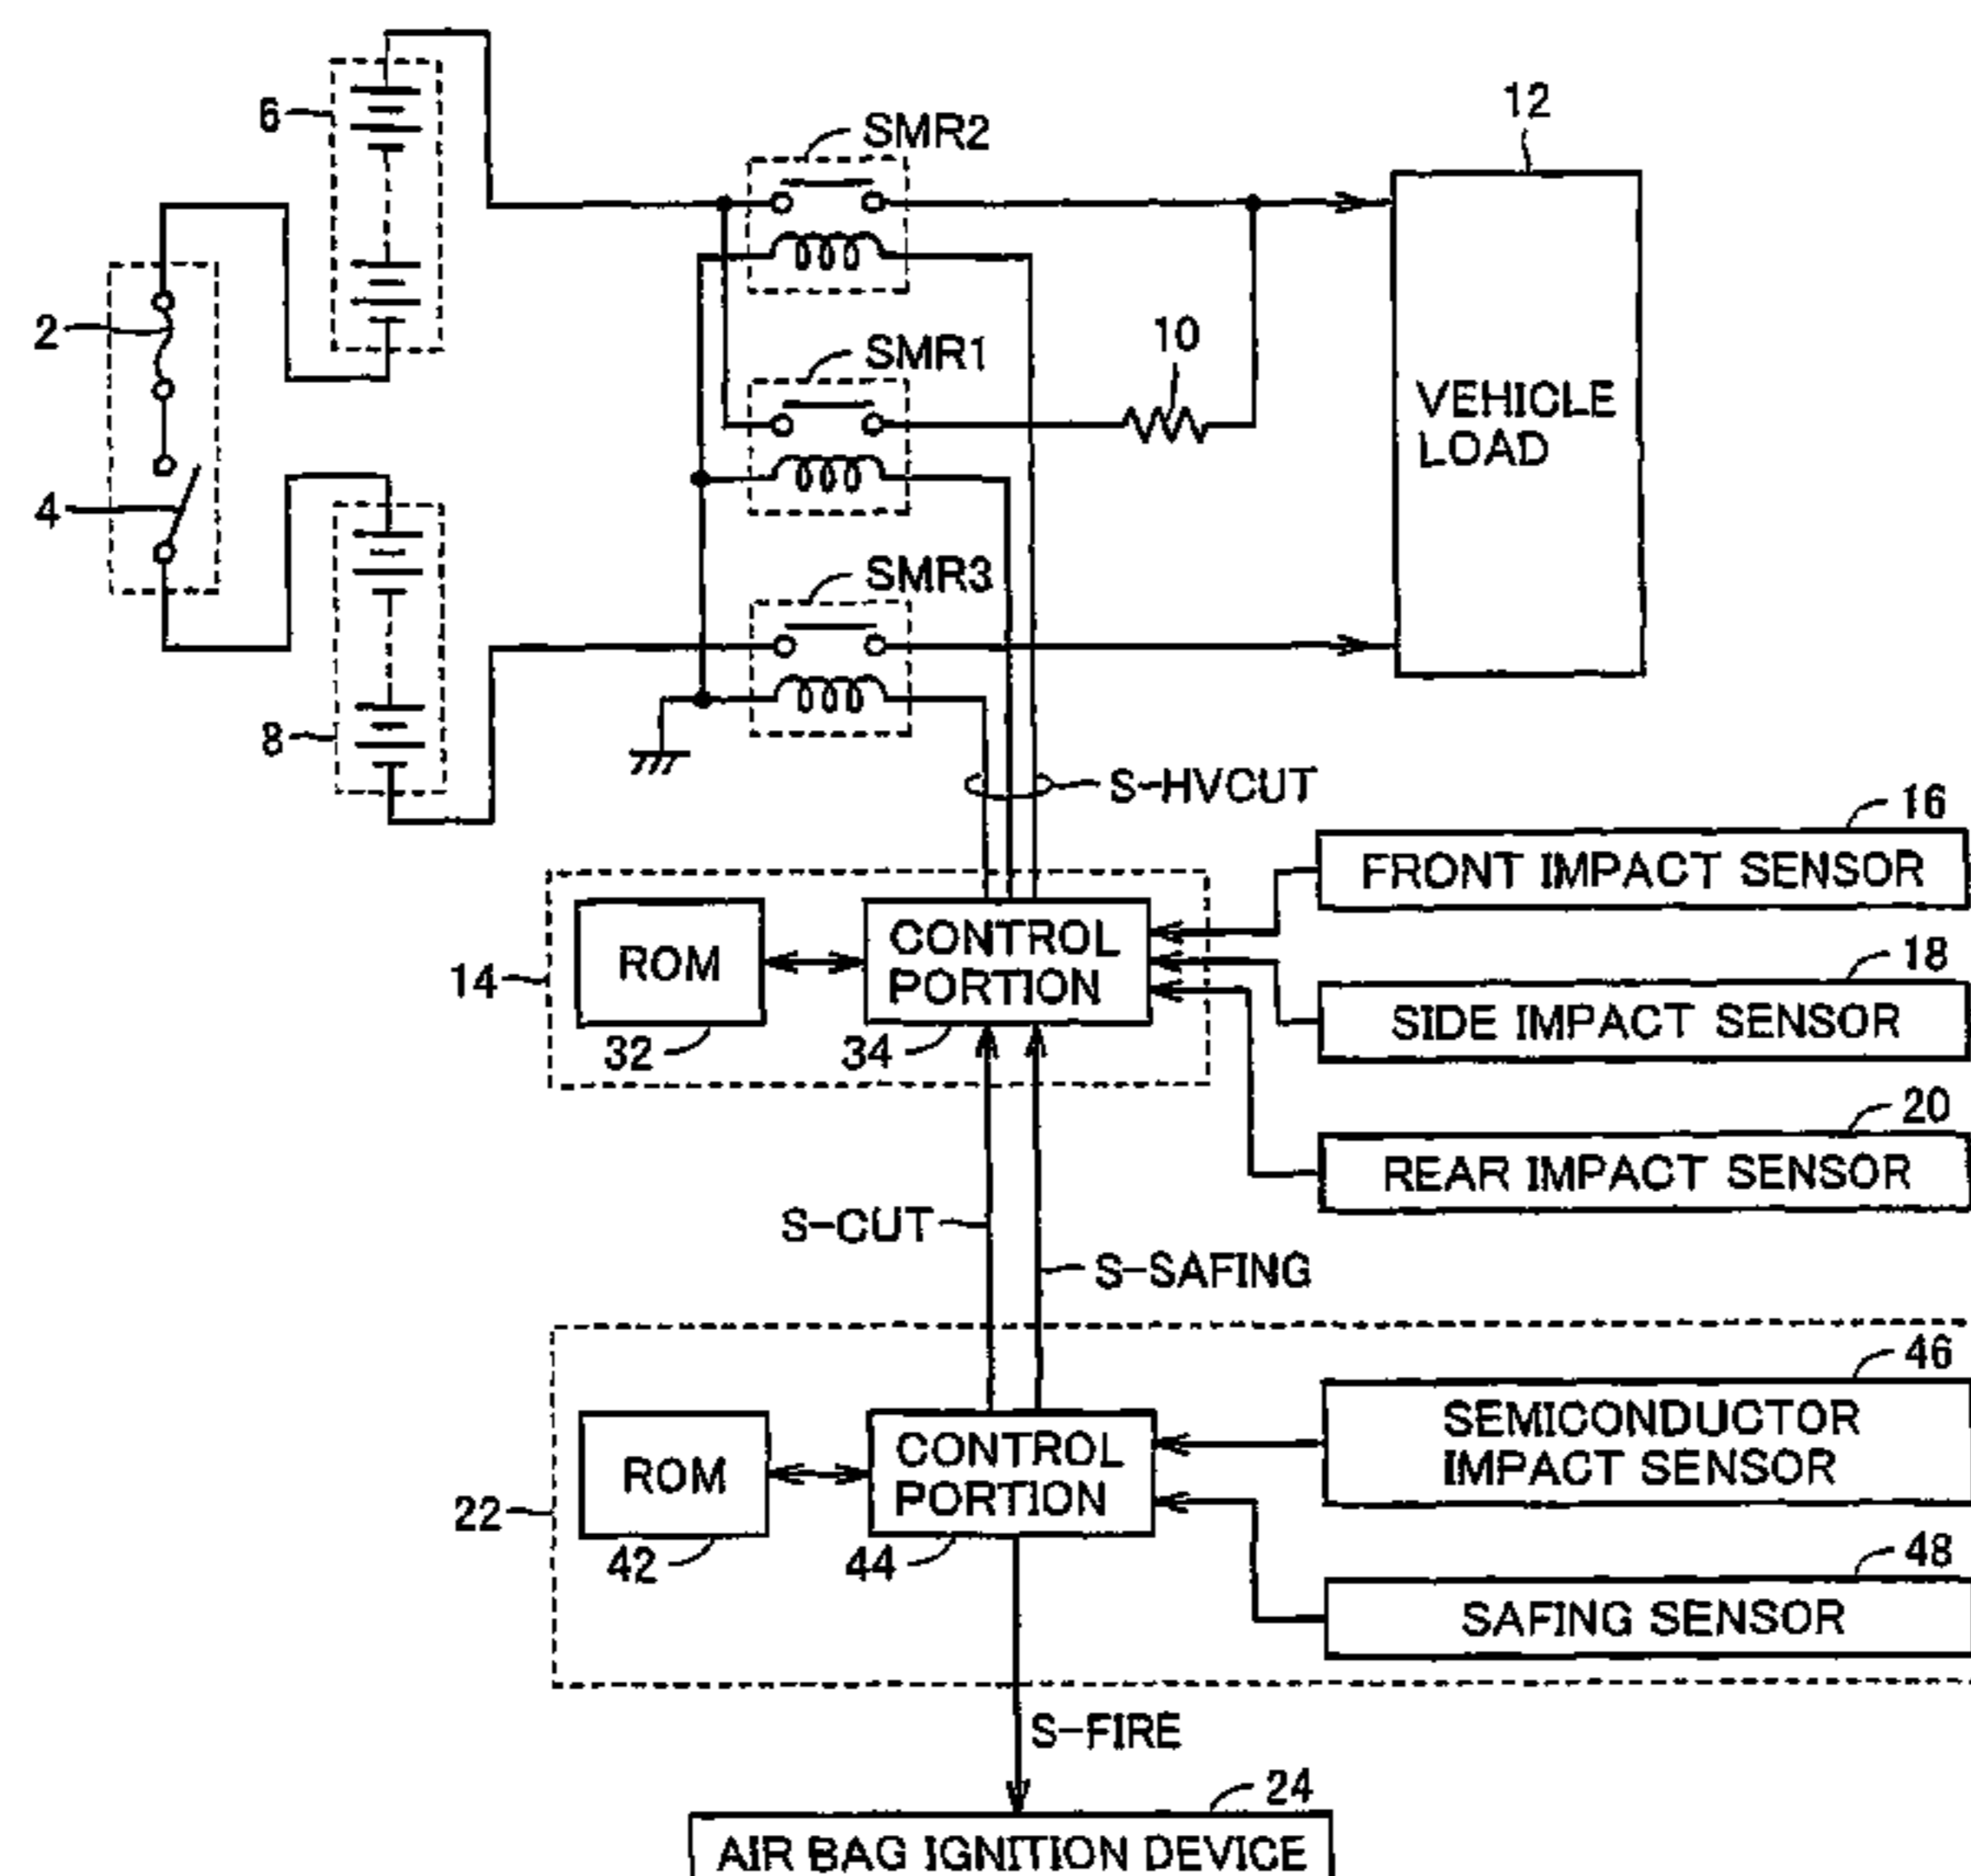 6
SMR2
12
2
SMR1
10
VEHICLE
LOAD
4
SMR3
8
S-HVCUT
16
FRONT IMPACT SENSOR
14
ROM
CONTROL
PORTION
18
SIDE IMPACT SENSOR
32
34
20
REAR IMPACT SENSOR
S-CUT
S-SAFING
46
SEMICONDUCTOR
IMPACT SENSOR
22
ROM
CONTROL
PORTION
42
44
48
SAFING SENSOR
S-FIRE
24
AIR BAG IGNITION DEVICE